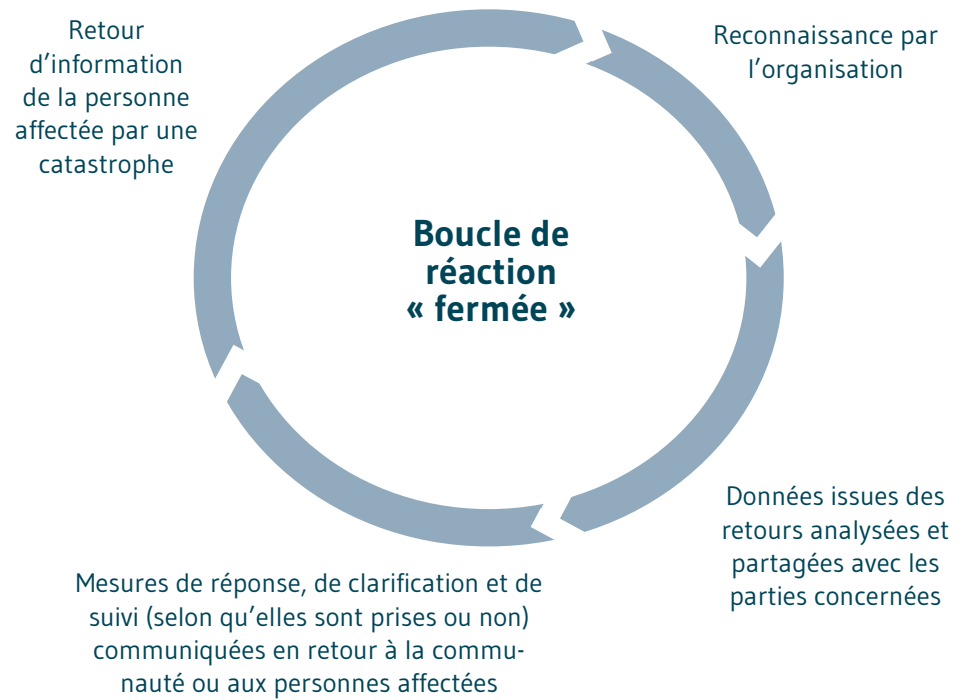 Retour
d'information
de la personne
affectée par une
catastrophe
Reconnaissance par
l'organisation
Boucle de
réaction
« fermée »
Données issues des
retours analysées et
partagées avec les
parties concernées
Mesures de réponse, de clarification et de
suivi (selon qu'elles sont prises ou non)
communiquées en retour à la commu-
nauté ou aux personnes affectées